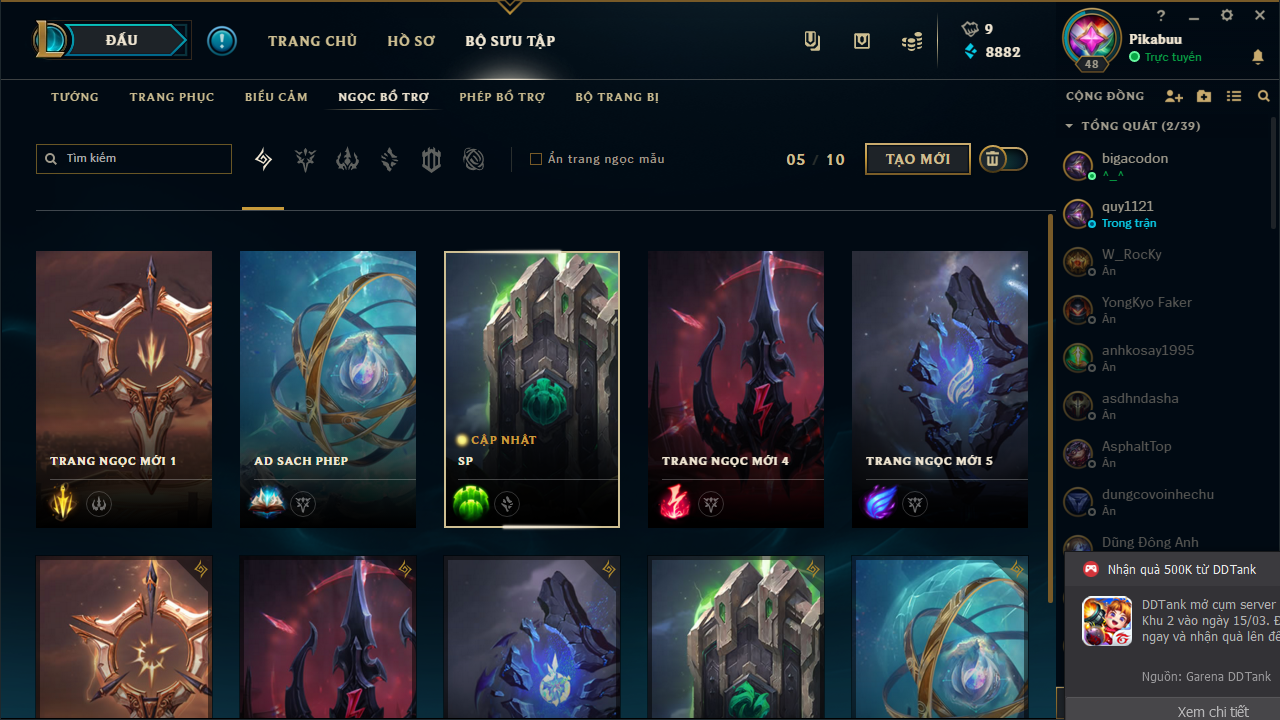 ĐẤU
TRANG CHỦ
HỒ SƠ
BỘ SƯU TẬP
9
8882
?
48
Pikabuu
Trực tuyến
TƯỚNG
TRANG PHỤC
BIỂU CẢM
NGỌC BỔ TRỢ
PHÉP BỔ TRỢ
BỘ TRANG BỊ
Tìm kiếm
Ẩn trang ngọc mẫu
05 / 10
TẠO MỚI
TRANG NGỌC MỚI 1
AD SACH PHEP
CẬP NHẬT
SP
TRANG NGỌC MỚI 4
TRANG NGỌC MỚI 5
CỘNG ĐỒNG
TỔNG QUÁT (2/39)
bigacodon
^_^
quy1121
Trong trận
W_RocKy
Ẩn
YongKyo Faker
Ẩn
anhkosay1995
Ẩn
asdhndasha
Ẩn
AsphaltTop
Ẩn
dungcovoinhechu
Ẩn
Dũng Đông Anh
Nhận quà 500K từ DDTank
DDTank mở cụm server
Khu 2 vào ngày 15/03. Đ
ngay và nhận quà lên đế
Nguồn: Garena DDTank
Xem chi tiết